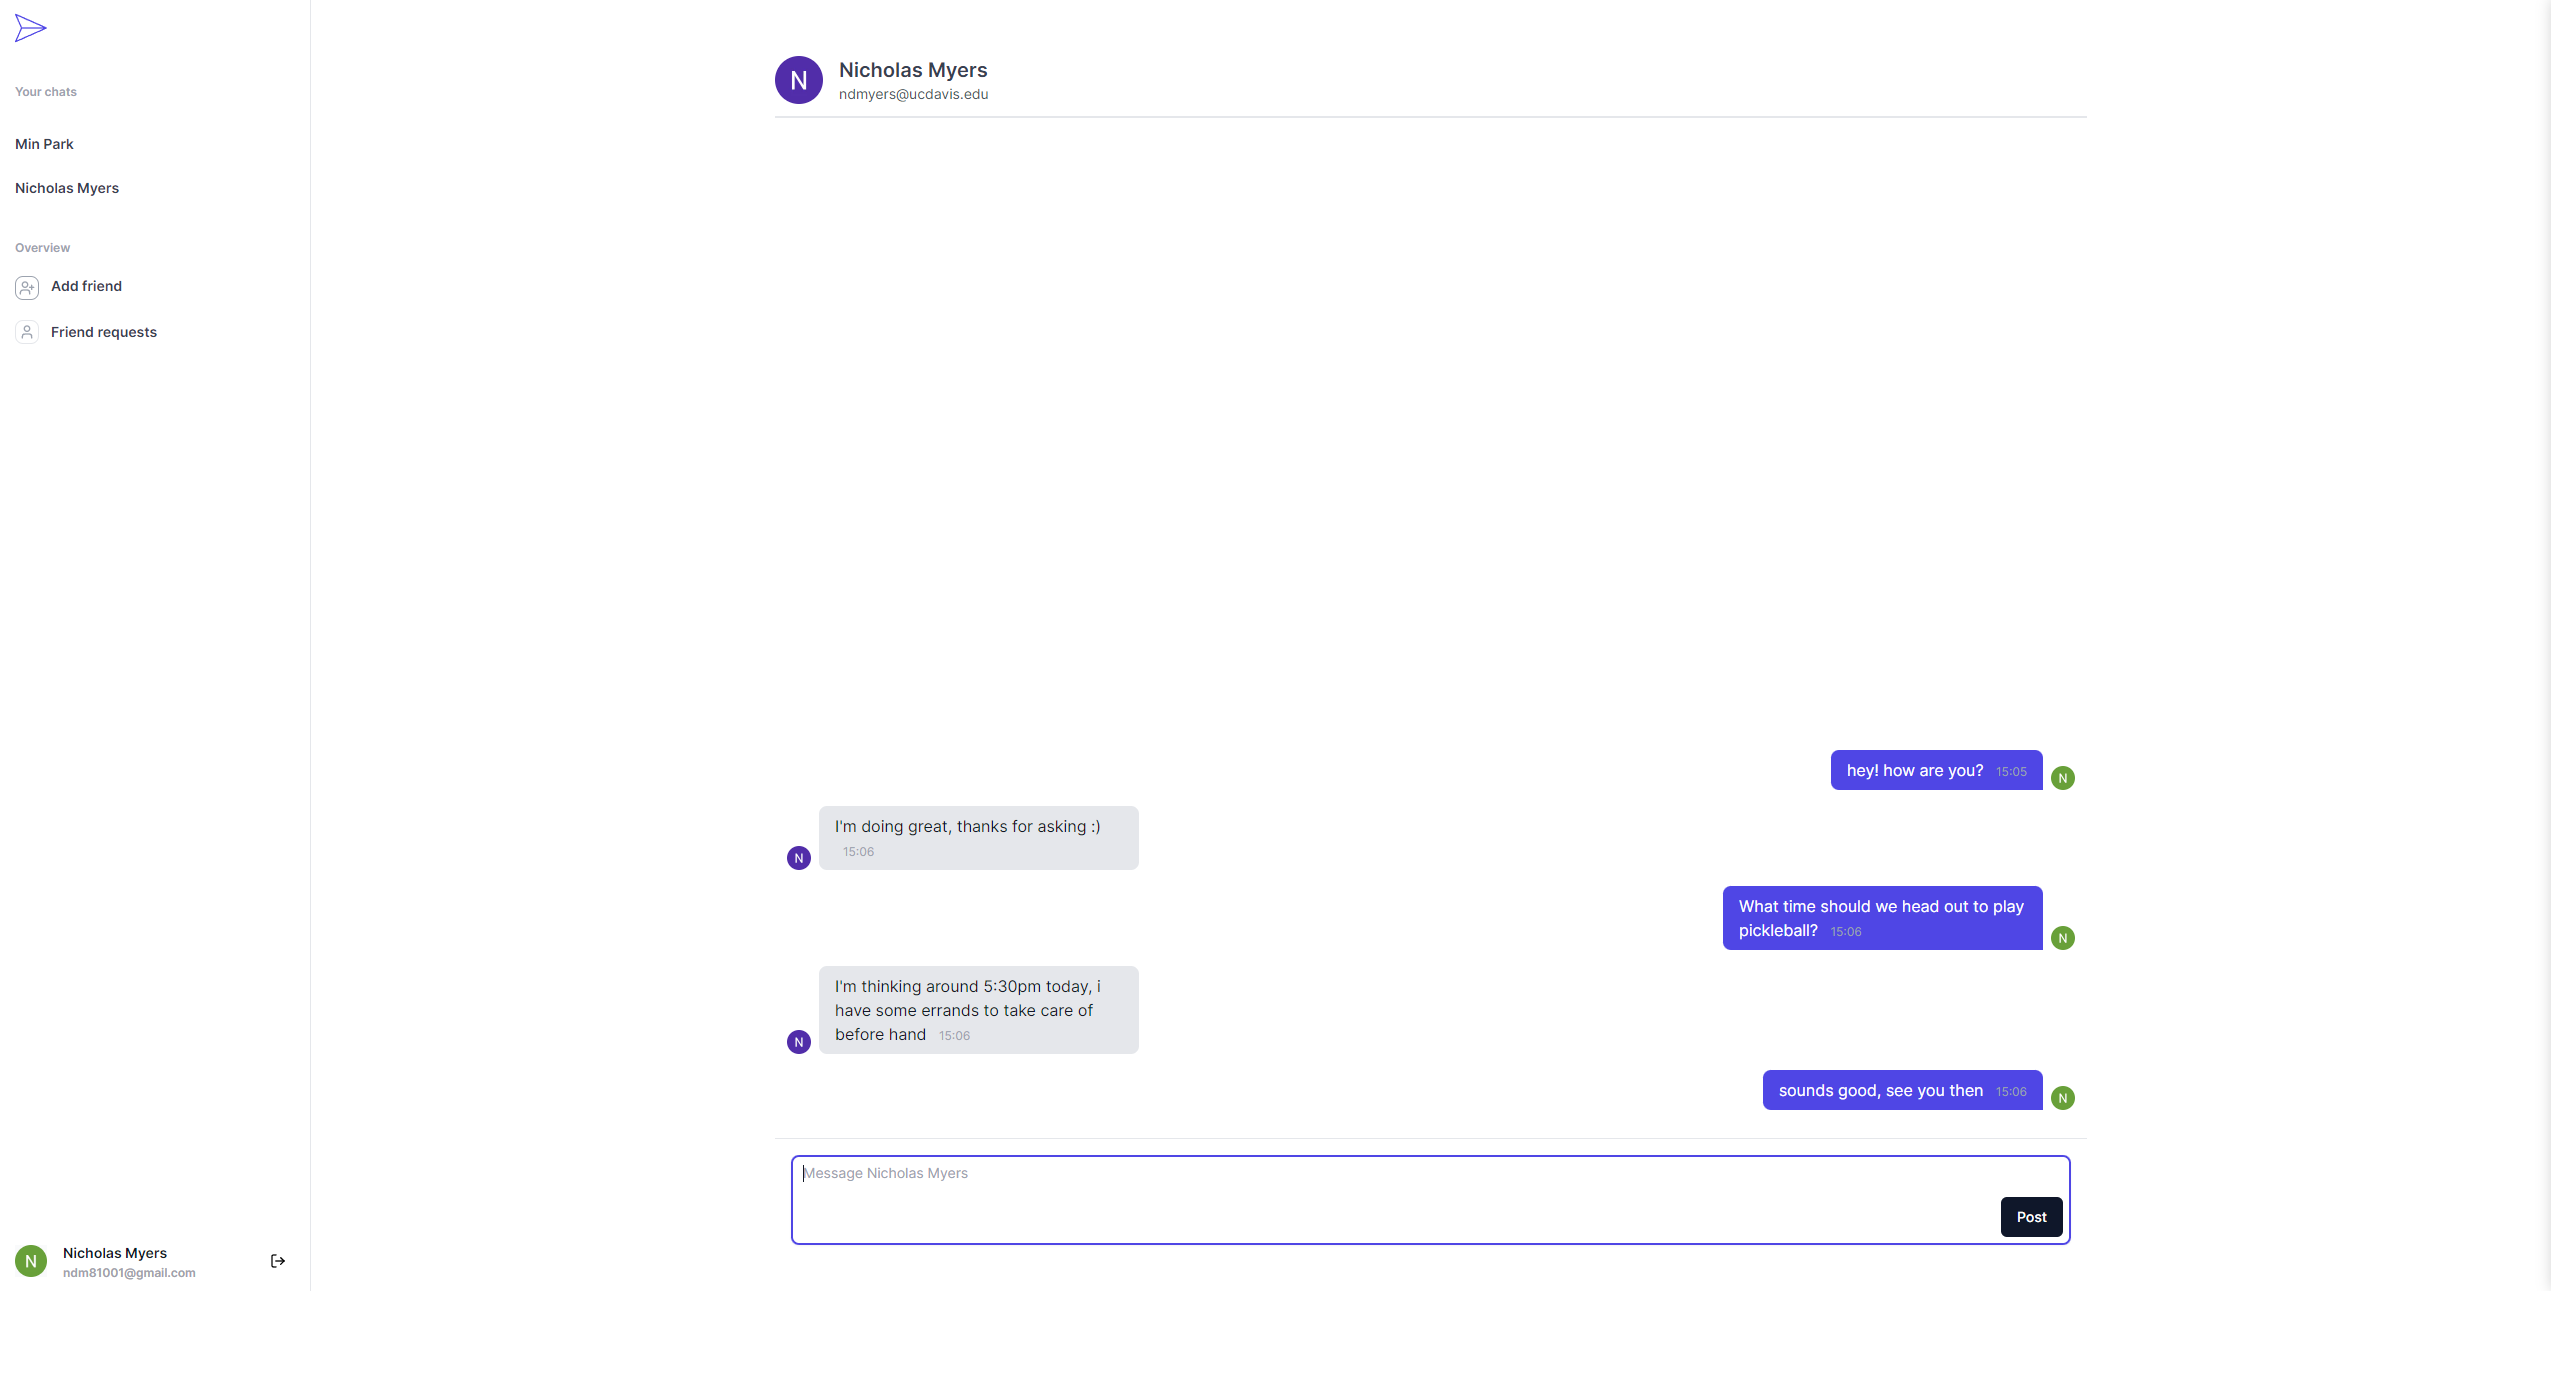 Your chats
Min Park
Nicholas Myers
Overview
Add friend
Friend requests
N
Nicholas Myers
ndm81001@gmail.com
N
Nicholas Myers
ndmyers@ucdavis.edu
hey! how are you? 15:05
N
I'm doing great, thanks for asking :)
15:06
N
What time should we head out to play
pickleball? 15:06
N
I'm thinking around 5:30pm today, i
have some errands to take care of
before hand 15:06
N
sounds good, see you then 15:06
N
Message Nicholas Myers
Post